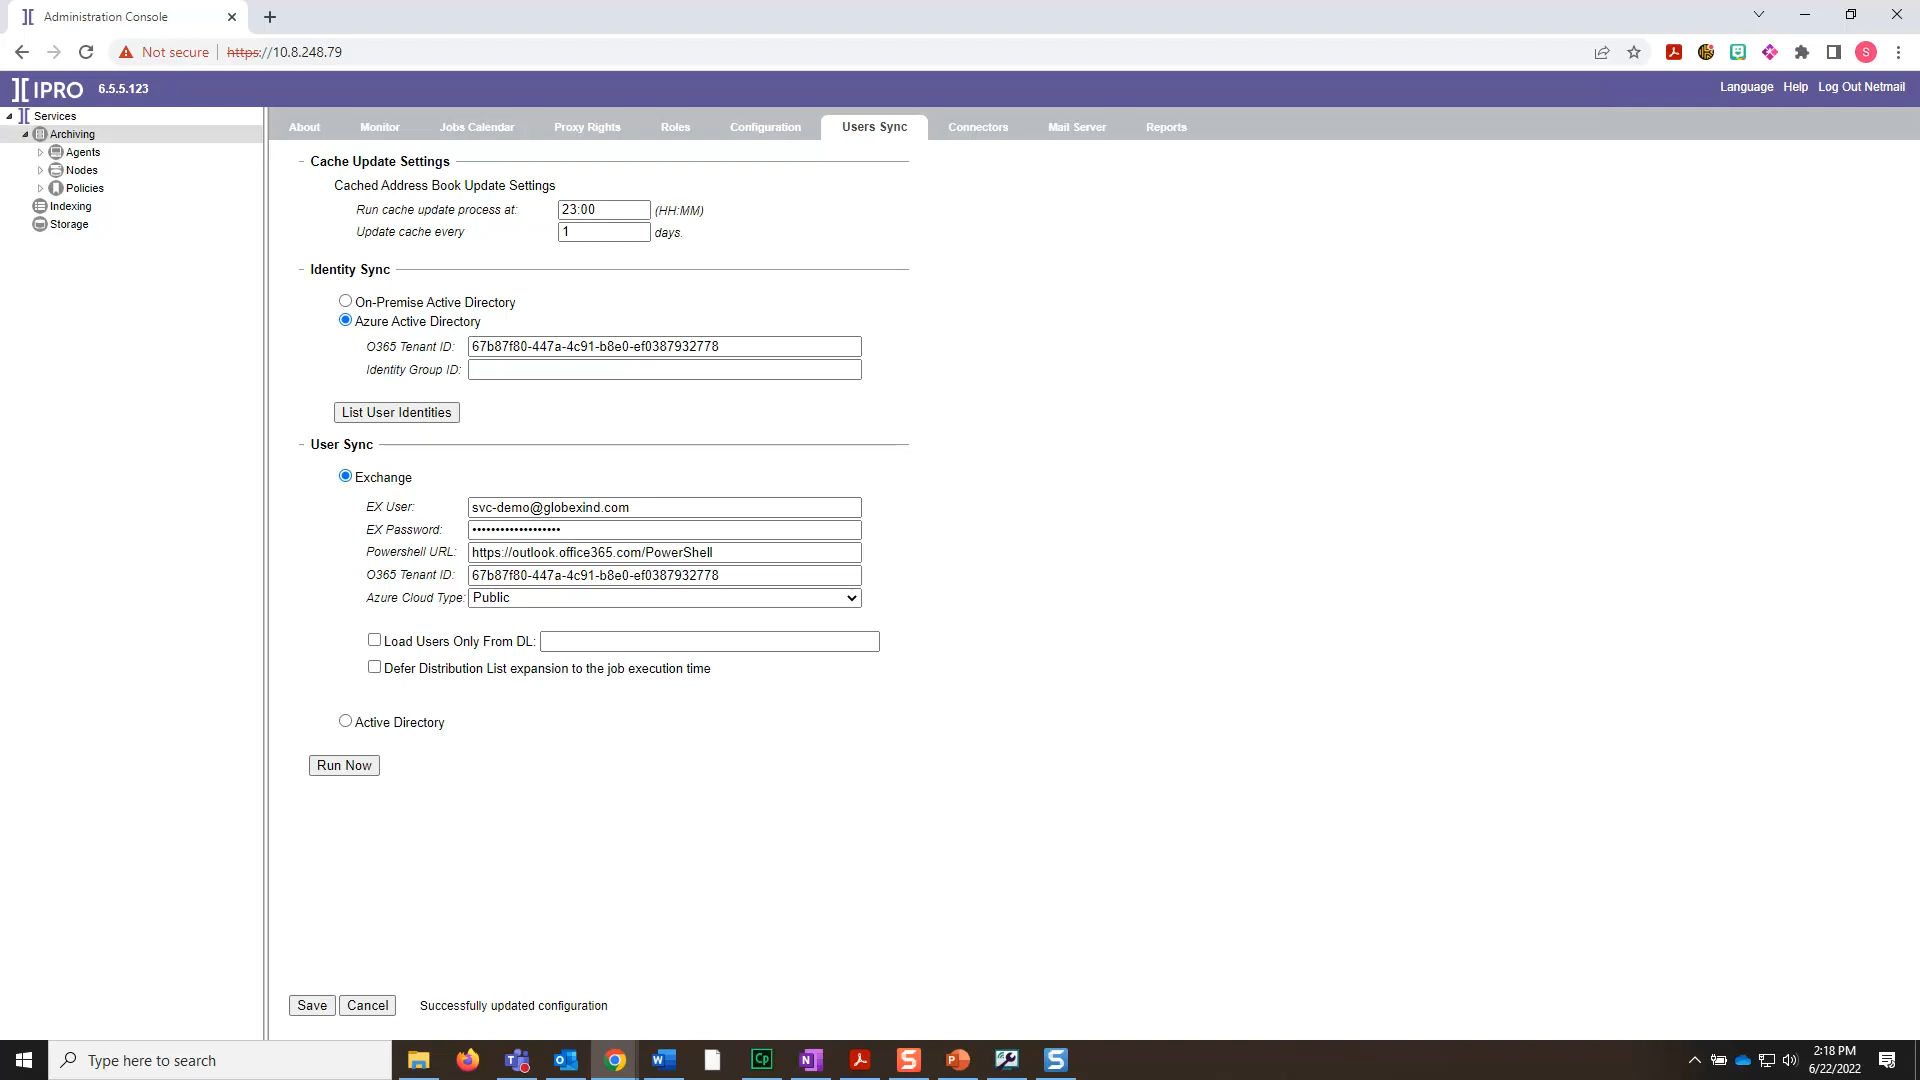 Administration Console
Not secure
https://10.8.248.79
S
IPRO 6.5.5.123
Language Help Log Out Netmail
Services
Archiving
Agents
Nodes
Policies
Indexing
Storage
About Monitor Jobs Calendar Proxy Rights Roles Configuration Users Sync Connectors Mail Server Reports
Cache Update Settings
Cached Address Book Update Settings
Run cache update process at: 23:00 (HH:MM)
Update cache every 1 days.
Identity Sync
On-Premise Active Directory
Azure Active Directory
O365 Tenant ID: 67b87f80-447a-4c91-b8e0-ef0387932778
Identity Group ID:
List User Identities
User Sync
Exchange
EX User: svc-demo@globexind.com
EX Password: •••••••••••••••••••
Powershell URL: https://outlook.office365.com/PowerShell
O365 Tenant ID: 67b87f80-447a-4c91-b8e0-ef0387932778
Azure Cloud Type: Public
Load Users Only From DL:
Defer Distribution List expansion to the job execution time
Active Directory
Run Now
Save Cancel Successfully updated configuration
Type here to search
2:18 PM
6/22/2022